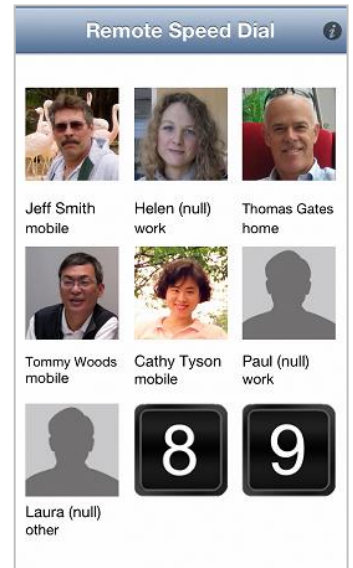 Remote Speed Dial
Jeff Smith
mobile
Helen (null)
work
Thomas Gates
home
Tommy Woods
mobile
Cathy Tyson
mobile
Paul (null)
work
Laura (null)
other
8
9